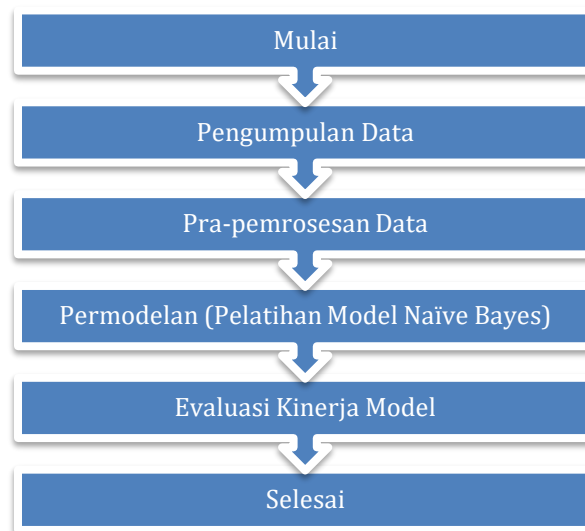 Mulai
Pengumpulan Data
Pra-pemrosesan Data
Permodelan (Pelatihan Model Naïve Bayes)
Evaluasi Kinerja Model
Selesai